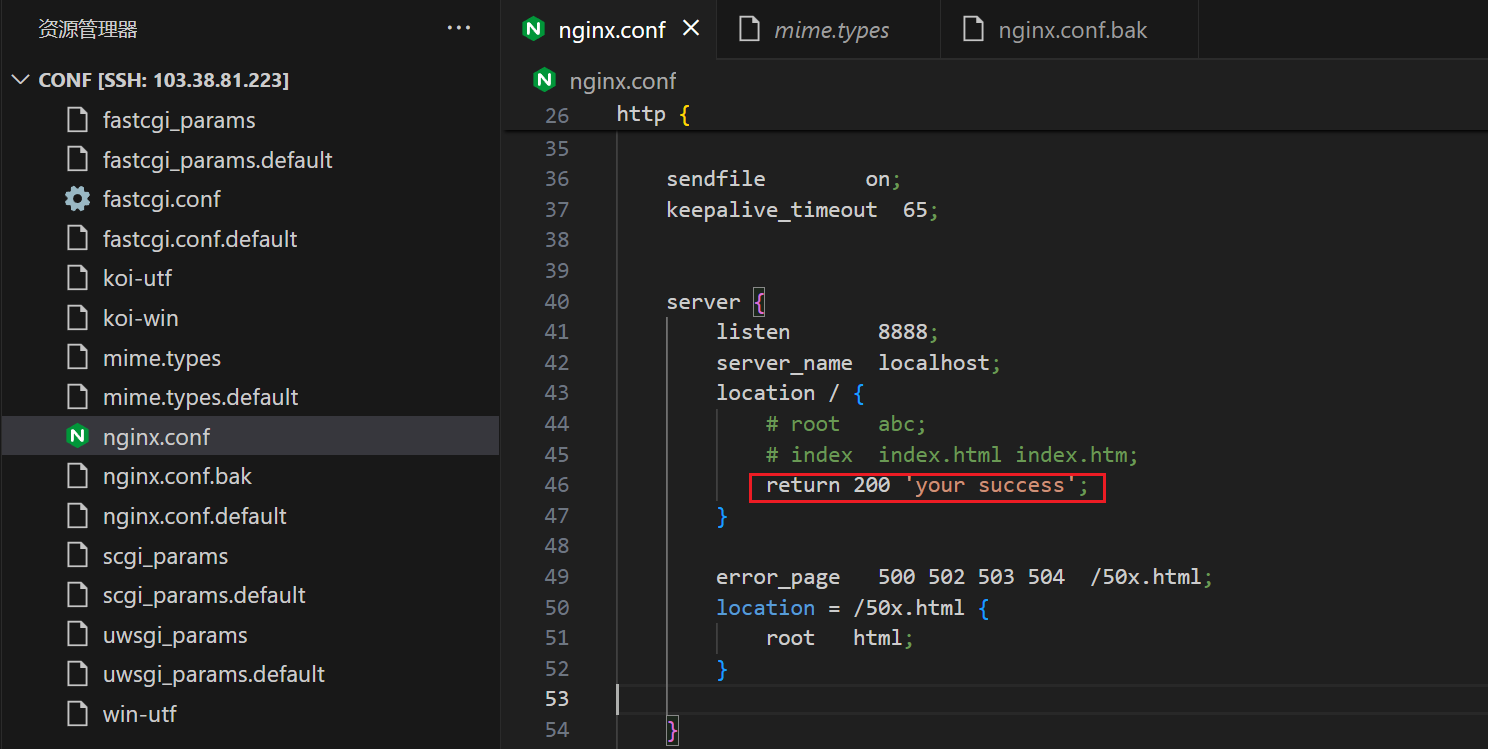 资源管理器
···
CONF [SSH: 103.38.81.223]
fastcgi_params
fastcgi_params.default
fastcgi.conf
fastcgi.conf.default
koi-utf
koi-win
mime.types
mime.types.default
N nginx.conf
nginx.conf.bak
nginx.conf.default
scgi_params
scgi_params.default
uwsgi_params
uwsgi_params.default
win-utf
N nginx.conf
mime.types
nginx.conf.bak
N nginx.conf
26 http {
35
36 sendfile        on;
37 keepalive_timeout  65;
38
39
40 server {
41 listen       8888;
42 server_name  localhost;
43 location / {
44 # root   abc;
45 # index  index.html index.htm;
46 return 200 'your success';
47 }
48
49 error_page   500 502 503 504  /50x.html;
50 location = /50x.html {
51 root   html;
52 }
53
54 }